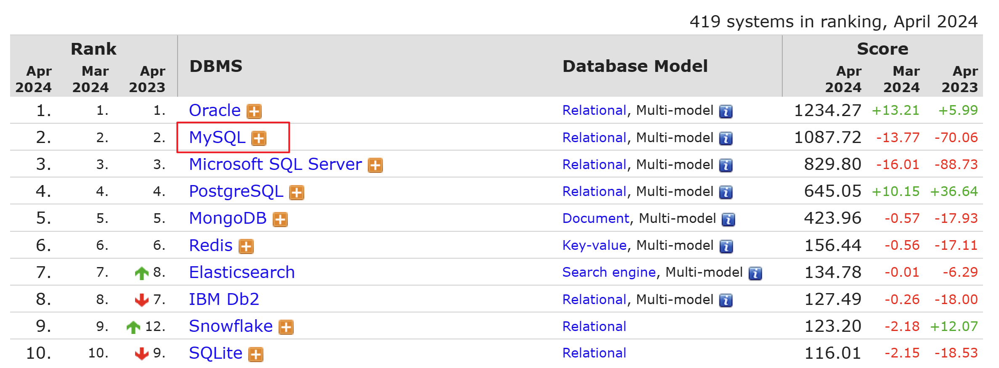 419 systems in ranking, April 2024
Rank DBMS Database Model Score
Apr 2024 Mar 2024 Apr 2023 Apr 2024 Mar 2024 Apr 2023
1. 1. 1. Oracle Relational, Multi-model 1234.27 +13.21 +5.99
2. 2. 2. MySQL Relational, Multi-model 1087.72 -13.77 -70.06
3. 3. 3. Microsoft SQL Server Relational, Multi-model 829.80 -16.01 -88.73
4. 4. 4. PostgreSQL Relational, Multi-model 645.05 +10.15 +36.64
5. 5. 5. MongoDB Document, Multi-model 423.96 -0.57 -17.93
6. 6. 6. Redis Key-value, Multi-model 156.44 -0.56 -17.11
7. 7. 8. Elasticsearch Search engine, Multi-model 134.78 -0.01 -6.29
8. 8. 7. IBM Db2 Relational, Multi-model 127.49 -0.26 -18.00
9. 9. 12. Snowflake Relational 123.20 -2.18 +12.07
10. 10. 9. SQLite Relational 116.01 -2.15 -18.53